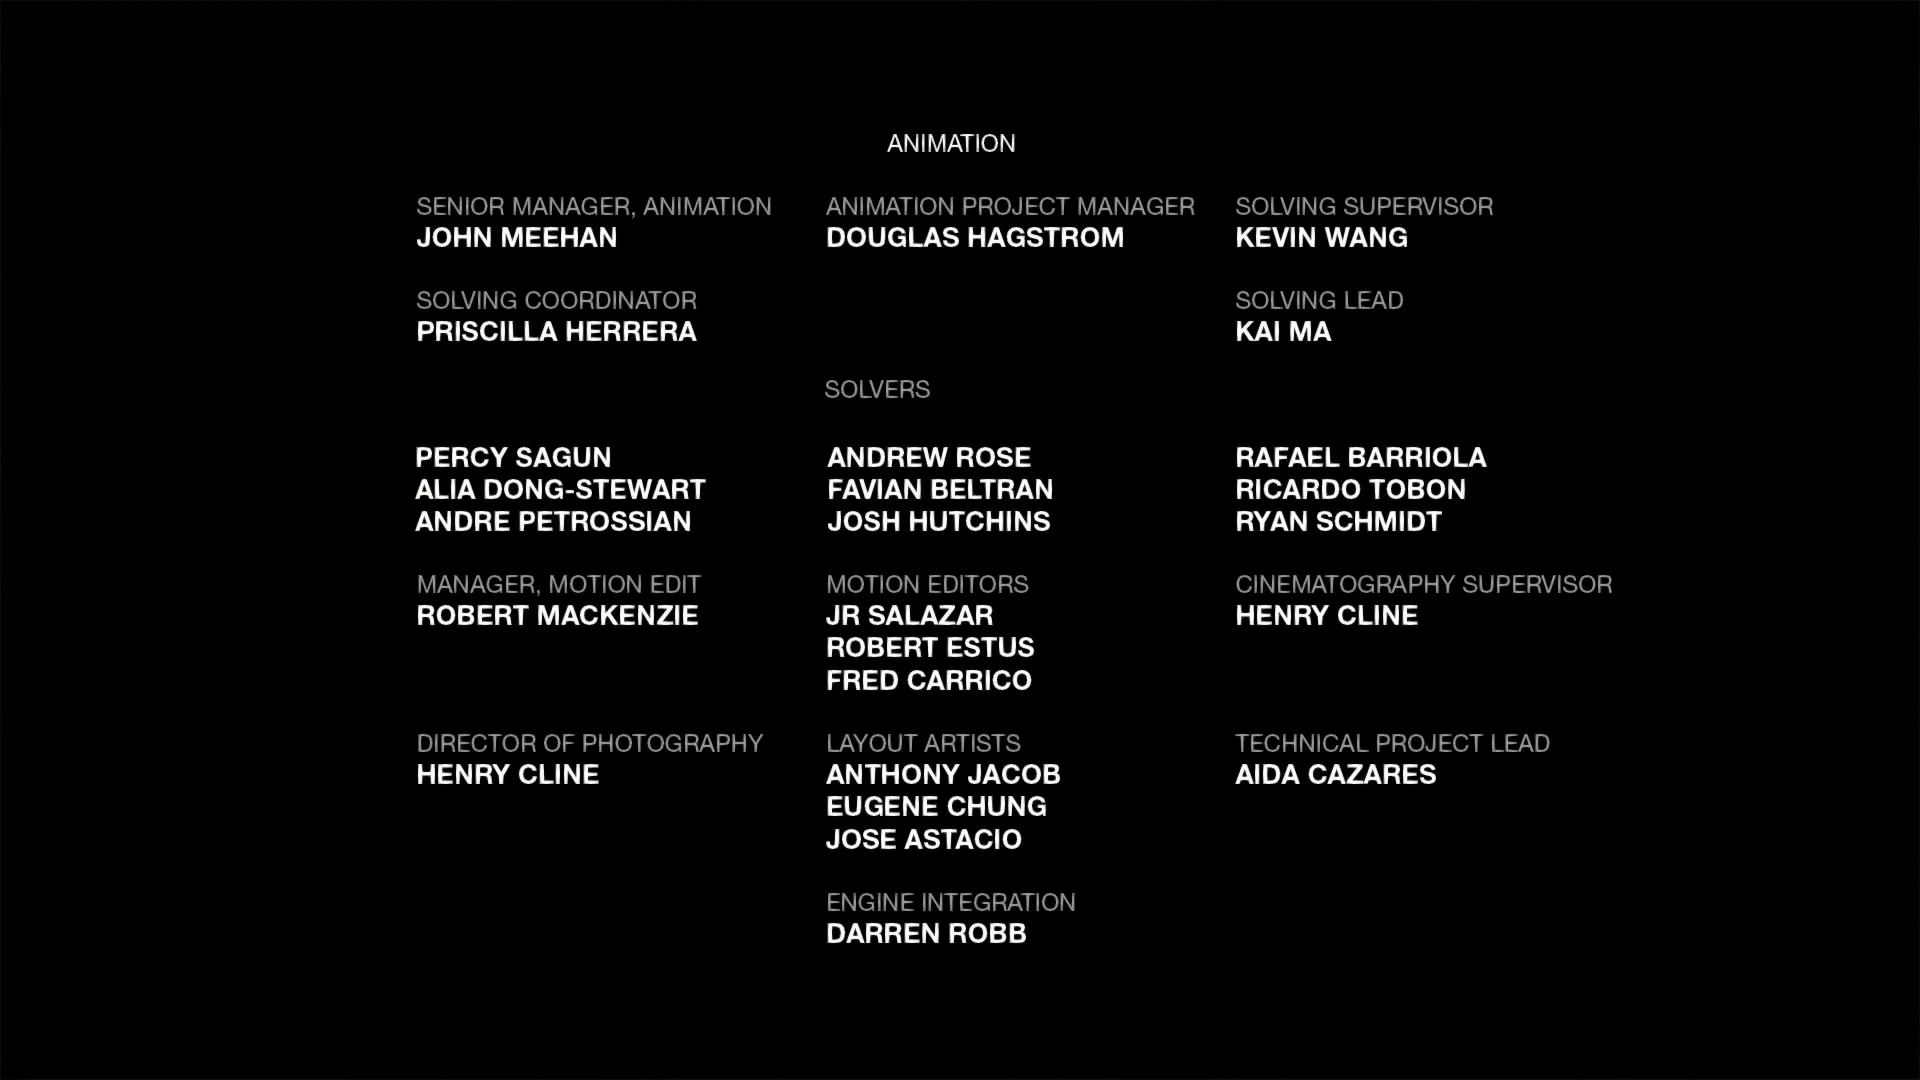 ANIMATION
SENIOR MANAGER, ANIMATION
JOHN MEEHAN
ANIMATION PROJECT MANAGER
DOUGLAS HAGSTROM
SOLVING SUPERVISOR
KEVIN WANG
SOLVING COORDINATOR
PRISCILLA HERRERA
SOLVING LEAD
KAI MA
SOLVERS
PERCY SAGUN
ALIA DONG-STEWART
ANDRE PETROSSIAN
ANDREW ROSE
FAVIAN BELTRAN
JOSH HUTCHINS
RAFAEL BARRIOLA
RICARDO TOBON
RYAN SCHMIDT
MANAGER, MOTION EDIT
ROBERT MACKENZIE
MOTION EDITORS
JR SALAZAR
ROBERT ESTUS
FRED CARRICO
CINEMATOGRAPHY SUPERVISOR
HENRY CLINE
DIRECTOR OF PHOTOGRAPHY
HENRY CLINE
LAYOUT ARTISTS
ANTHONY JACOB
EUGENE CHUNG
JOSE ASTACIO
TECHNICAL PROJECT LEAD
AIDA CAZARES
ENGINE INTEGRATION
DARREN ROBB